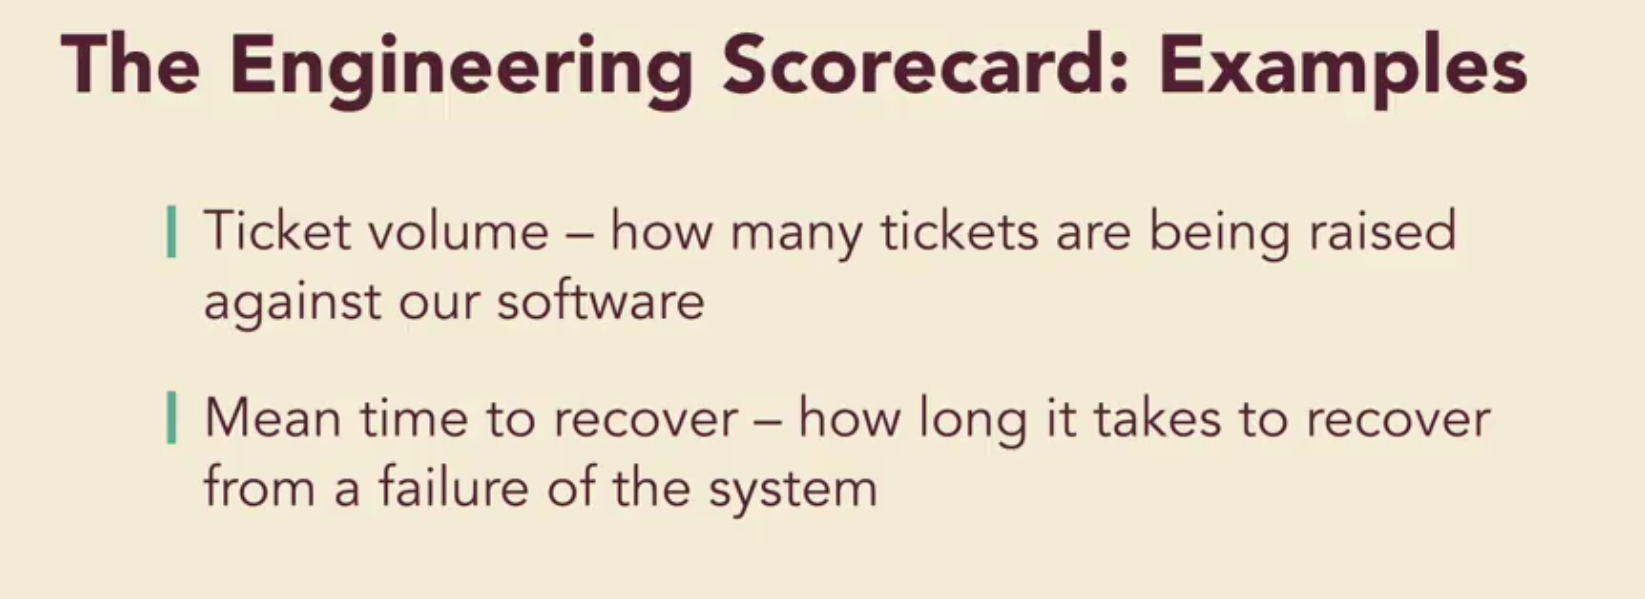 The Engineering Scorecard: Examples
Ticket volume – how many tickets are being raised
against our software
Mean time to recover – how long it takes to recover
from a failure of the system